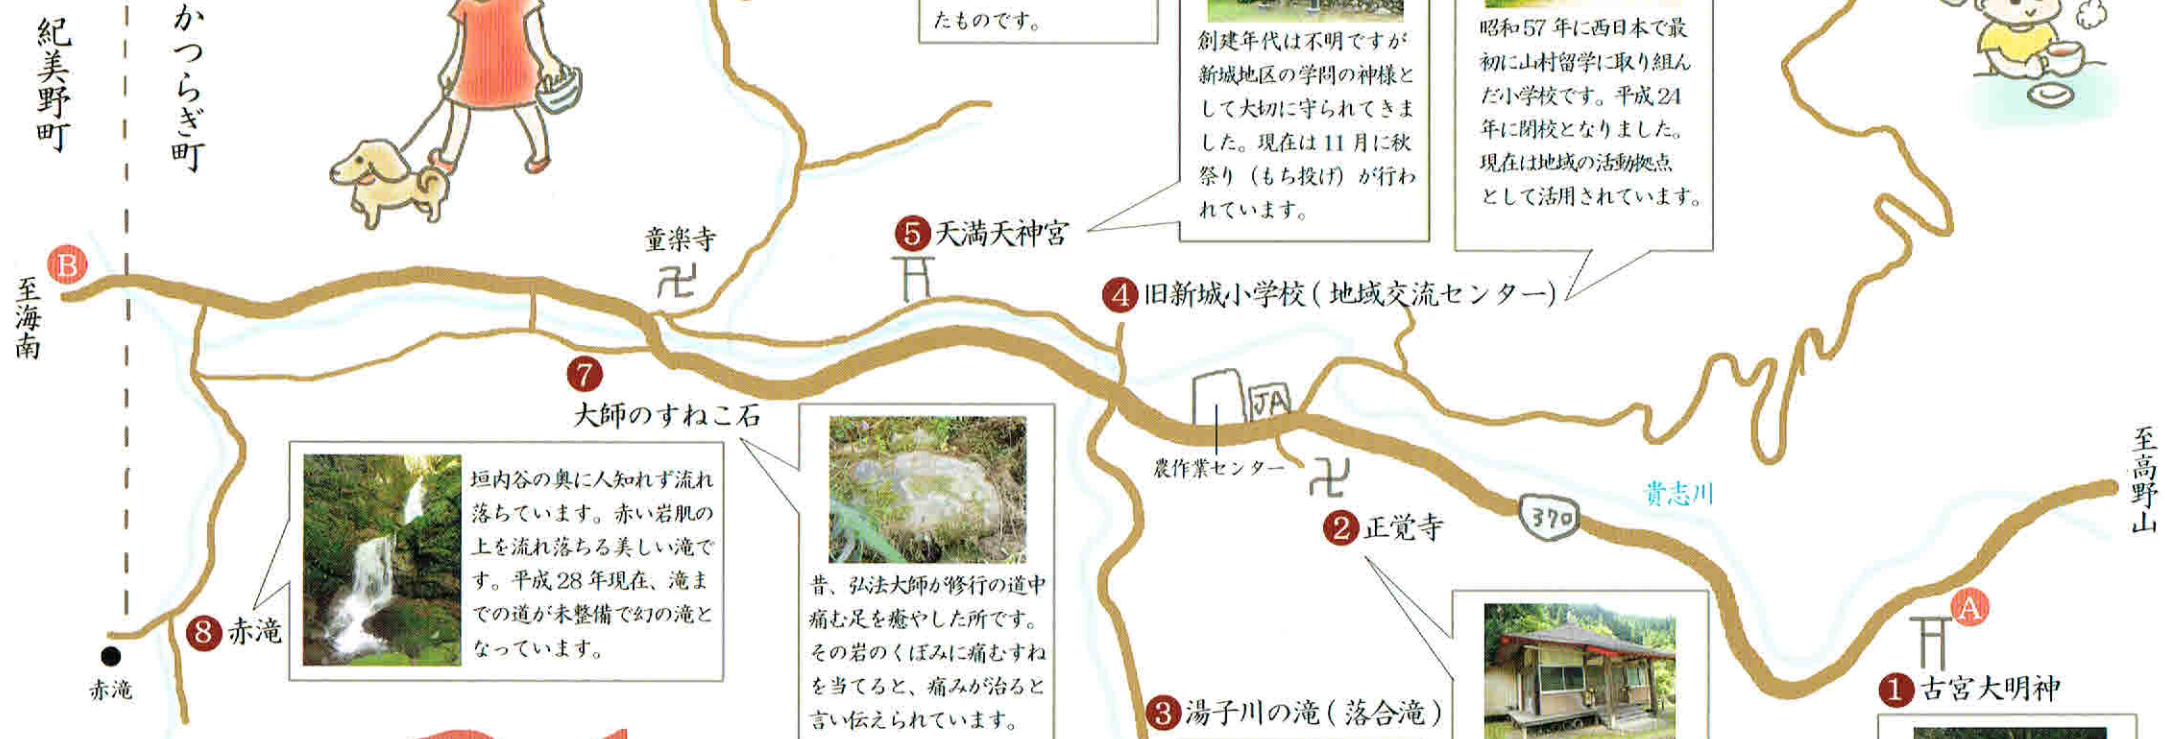 紀美野町
かつらぎ町
たものです。
創建年代は不明ですが
新城地区の学問の神様と
して大切に守られてきま
した。現在は11月に秋
祭り（もち投げ）が行わ
れています。
昭和57年に西日本で最
初に山村留学に取り組ん
だ小学校です。平成24
年に閉校となりました。
現在は地域の活動拠点
として活用されています。
B
至海南
童楽寺
卍
5 天満天神宮
4 旧新城小学校(地域交流センター)
7
大師のすねこ石
JA
農作業センター
卍
2 正覚寺
370
貴志川
至高野山
A
1 古宮大明神
垣内谷の奥に人知れず流れ
落ちています。赤い岩肌の
上を流れ落ちる美しい滝で
す。平成28年現在、滝ま
での道が未整備で幻の滝と
なっています。
8 赤滝
赤滝
昔、弘法大師が修行の道中
痛む足を癒やした所です。
その岩のくぼみに痛むすね
を当てると、痛みが治ると
言い伝えられています。
3 湯子川の滝(落合滝)